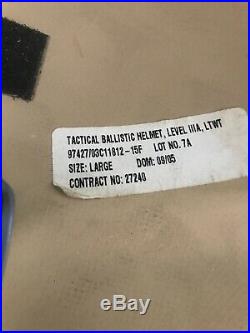 TACTICAL BALLISTIC HELMET, LEVEL IIIA, LTWT
97427/03C11812-15F LOT NO. 7A
SIZE: LARGE DOM: 09/05
CONTRACT NO: 27240